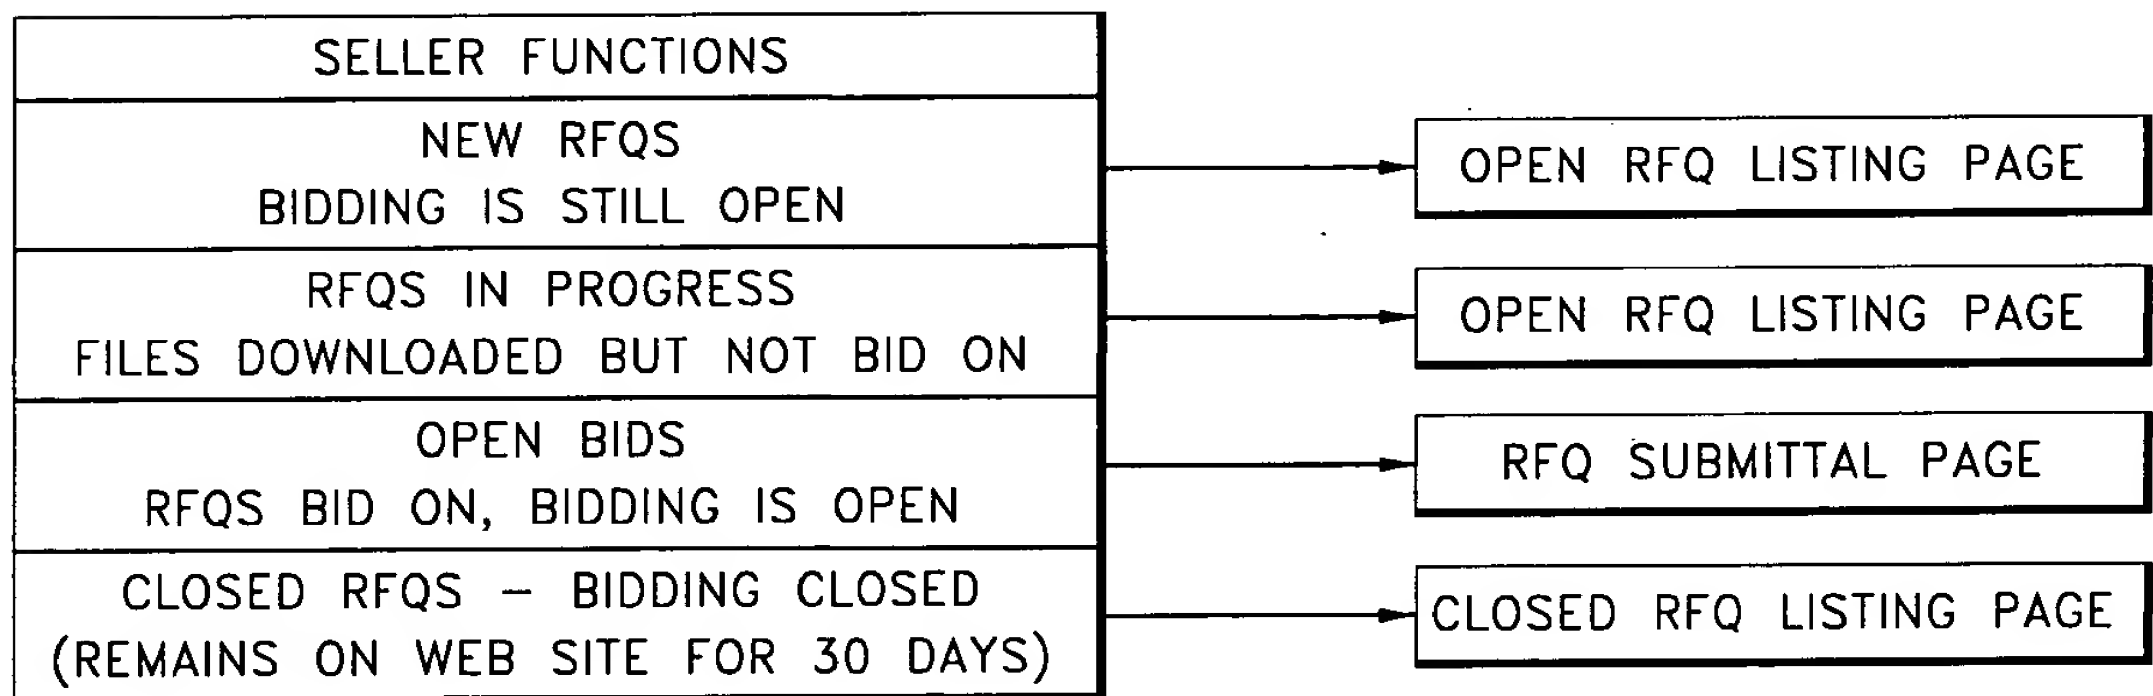 SELLER FUNCTIONS
NEW RFQS
BIDDING IS STILL OPEN
OPEN RFQ LISTING PAGE
RFQS IN PROGRESS
FILES DOWNLOADED BUT NOT BID ON
OPEN RFQ LISTING PAGE
OPEN BIDS
RFQS BID ON, BIDDING IS OPEN
RFQ SUBMITTAL PAGE
CLOSED RFQS – BIDDING CLOSED
(REMAINS ON WEB SITE FOR 30 DAYS)
CLOSED RFQ LISTING PAGE